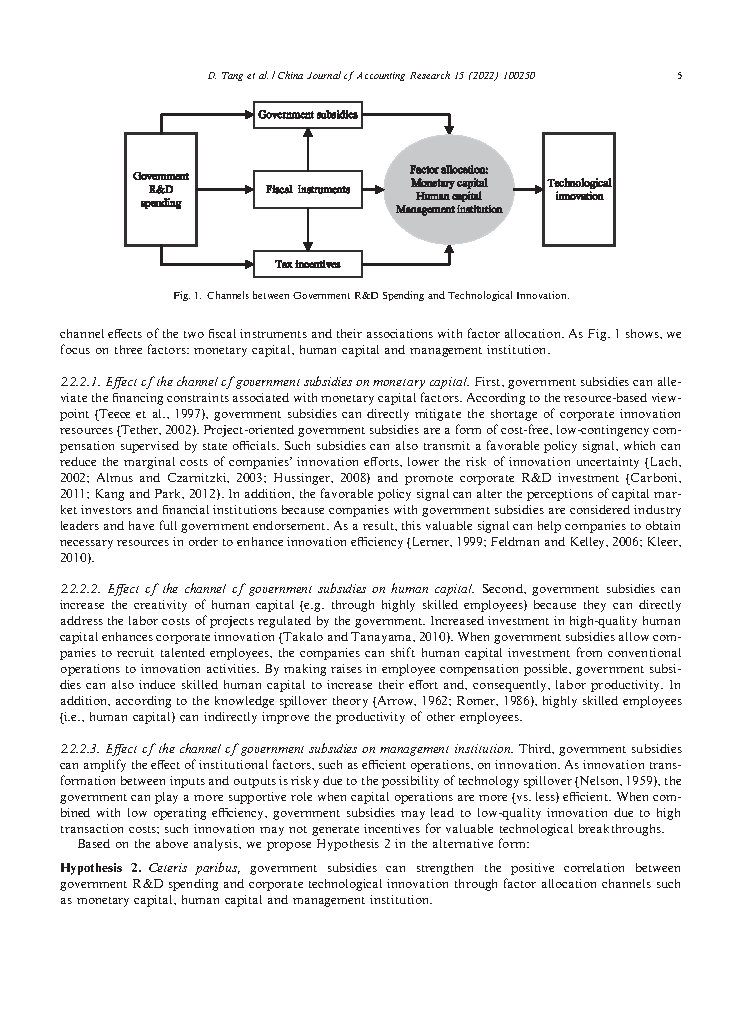 D. Tang et al. / China Journal of Accounting Research 15 (2022) 100250
5
Government subsidies
Government
R&D
spending
Fiscal instruments
Factor allocation:
Monetary capital
Human capital
Management institution
Technological
innovation
Tax incentives
Fig. 1. Channels between Government R&D Spending and Technological Innovation.
channel effects of the two fiscal instruments and their associations with factor allocation. As Fig. 1 shows, we
focus on three factors: monetary capital, human capital and management institution.
2.2.2.1. Effect of the channel of government subsidies on monetary capital. First, government subsidies can alle-
viate the financing constraints associated with monetary capital factors. According to the resource-based view-
point (Teece et al., 1997), government subsidies can directly mitigate the shortage of corporate innovation
resources (Tether, 2002). Project-oriented government subsidies are a form of cost-free, low-contingency com-
pensation supervised by state officials. Such subsidies can also transmit a favorable policy signal, which can
reduce the marginal costs of companies' innovation efforts, lower the risk of innovation uncertainty (Lach,
2002; Almus and Czarnitzki, 2003; Hussinger, 2008) and promote corporate R&D investment (Carboni,
2011; Kang and Park, 2012). In addition, the favorable policy signal can alter the perceptions of capital mar-
ket investors and financial institutions because companies with government subsidies are considered industry
leaders and have full government endorsement. As a result, this valuable signal can help companies to obtain
necessary resources in order to enhance innovation efficiency (Lerner, 1999; Feldman and Kelley, 2006; Kleer,
2010).
2.2.2.2. Effect of the channel of government subsidies on human capital. Second, government subsidies can
increase the creativity of human capital (e.g. through highly skilled employees) because they can directly
address the labor costs of projects regulated by the government. Increased investment in high-quality human
capital enhances corporate innovation (Takalo and Tanayama, 2010). When government subsidies allow com-
panies to recruit talented employees, the companies can shift human capital investment from conventional
operations to innovation activities. By making raises in employee compensation possible, government subsi-
dies can also induce skilled human capital to increase their effort and, consequently, labor productivity. In
addition, according to the knowledge spillover theory (Arrow, 1962; Romer, 1986), highly skilled employees
(i.e., human capital) can indirectly improve the productivity of other employees.
2.2.2.3. Effect of the channel of government subsidies on management institution. Third, government subsidies
can amplify the effect of institutional factors, such as efficient operations, on innovation. As innovation trans-
formation between inputs and outputs is risky due to the possibility of technology spillover (Nelson, 1959), the
government can play a more supportive role when capital operations are more (vs. less) efficient. When com-
bined with low operating efficiency, government subsidies may lead to low-quality innovation due to high
transaction costs; such innovation may not generate incentives for valuable technological breakthroughs.
Based on the above analysis, we propose Hypothesis 2 in the alternative form:
Hypothesis 2. Ceteris paribus, government subsidies can strengthen the positive correlation between
government R&D spending and corporate technological innovation through factor allocation channels such
as monetary capital, human capital and management institution.